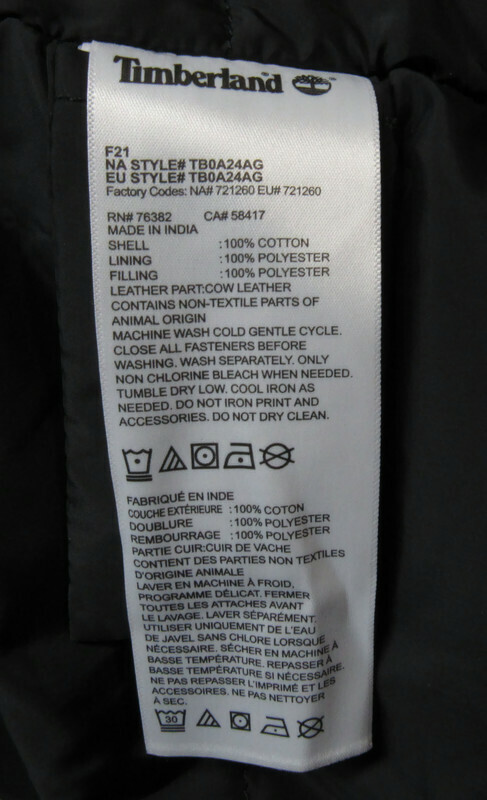 Timberland
F21
NA STYLE# TB0A24AG
EU STYLE# TB0A24AG
Factory Codes: NA# 721260 EU# 721260
RN# 76382 CA# 58417
MADE IN INDIA
SHELL :100% COTTON
LINING :100% POLYESTER
FILLING :100% POLYESTER
LEATHER PART:COW LEATHER
CONTAINS NON-TEXTILE PARTS OF
ANIMAL ORIGIN
MACHINE WASH COLD GENTLE CYCLE.
CLOSE ALL FASTENERS BEFORE
WASHING. WASH SEPARATELY. ONLY
NON CHLORINE BLEACH WHEN NEEDED.
TUMBLE DRY LOW. COOL IRON AS
NEEDED. DO NOT IRON PRINT AND
ACCESSORIES. DO NOT DRY CLEAN.
FABRIQUÉ EN INDE
COUCHE EXTÉRIEURE :100% COTON
DOUBLURE :100% POLYESTER
REMBOURRAGE :100% POLYESTER
PARTIE CUIR:CUIR DE VACHE
CONTIENT DES PARTIES NON TEXTILES
D'ORIGINE ANIMALE
LAVER EN MACHINE À FROID.
PROGRAMME DÉLICAT. FERMER
TOUTES LES ATTACHES AVANT
LE LAVAGE. LAVER SÉPARÉMENT.
UTILISER UNIQUEMENT DE L'EAU
DE JAVEL SANS CHLORE LORSQUE
NÉCESSAIRE. SÉCHER EN MACHINE À
BASSE TEMPÉRATURE. REPASSER À
BASSE TEMPÉRATURE SI NÉCESSAIRE.
NE PAS REPASSER L'IMPRIMÉ ET LES
ACCESSOIRES. NE PAS NETTOYER
À SEC.
30